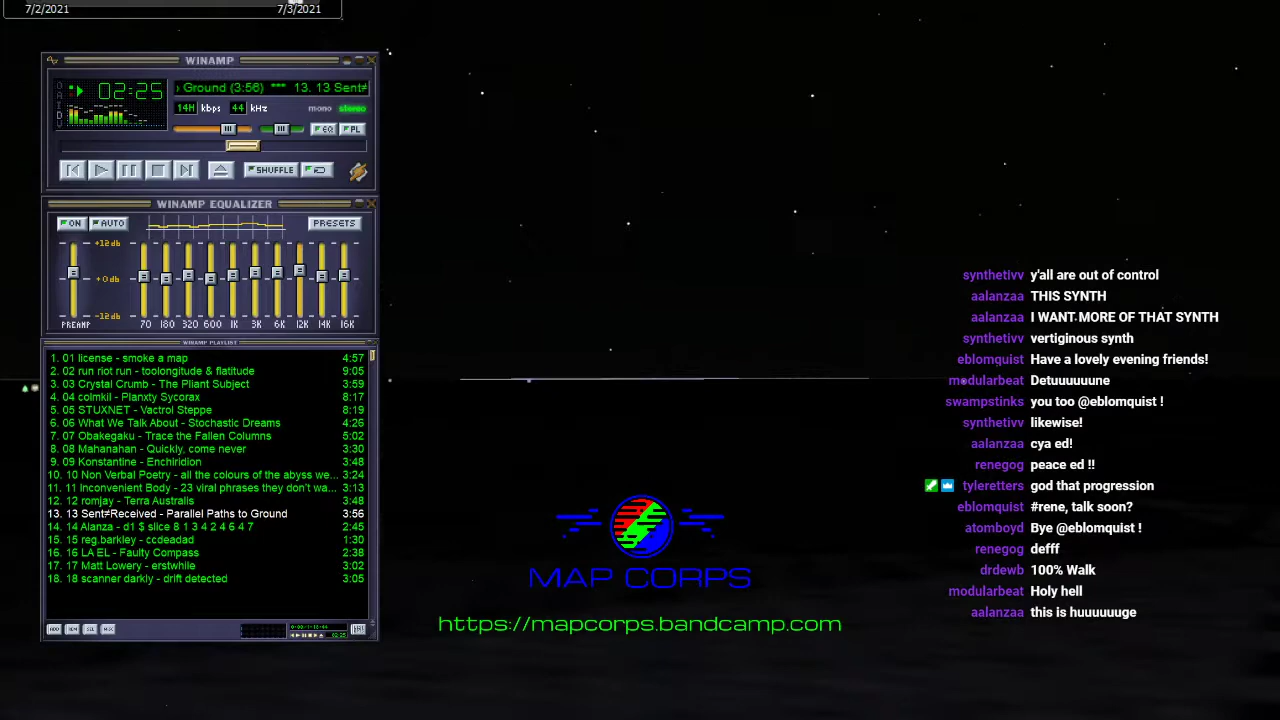 7/2/2021 7/3/2021
WINAMP
02:25
Ground (3:56) *** 13. 13 Sent≠
kbps 44 kHz mono stereo
EQ PL
SHUFFLE
WINAMP EQUALIZER
ON AUTO PRESETS
+12 db
+0 db
-12 db
PREAMP 70 180 320 600 1K 3K 6K 12K 14K 16K
WINAMP PLAYLIST
1. 01 license - smoke a map 4:57
2. 02 run riot run - toolongitude & flatitude 9:05
3. 03 Crystal Crumb - The Pliant Subject 3:59
4. 04 colmkil - Planxty Sycorax 8:17
5. 05 STUXNET - Vactrol Steppe 8:19
6. 06 What We Talk About - Stochastic Dreams 4:26
7. 07 Obakegaku - Trace the Fallen Columns 5:02
8. 08 Mahanahan - Quickly, come never 3:30
9. 09 Konstantine - Enchiridion 3:48
10. 10 Non Verbal Poetry - all the colours of the abyss we... 3:24
11. 11 Inconvenient Body - 23 viral phrases they don't wa... 3:13
12. 12 romjay - Terra Australis 3:48
13. 13 Sent≠Received - Parallel Paths to Ground 3:56
14. 14 Alanza - d1 $ slice 8 1 3 4 2 4 6 4 7 2:45
15. 15 reg.barkley - ccdeadad 1:30
16. 16 LA EL - Faulty Compass 2:38
17. 17 Matt Lowery - erstwhile 3:02
18. 18 scanner darkly - drift detected 3:05
02:25
MAP CORPS
https://mapcorps.bandcamp.com
synthetivv y'all are out of control
aalanzaa THIS SYNTH
aalanzaa I WANT MORE OF THAT SYNTH
synthetivv vertiginous synth
eblomquist Have a lovely evening friends!
modularbeat Detuuuuuune
swampstinks you too @eblomquist !
synthetivv likewise!
aalanzaa cya ed!
renegog peace ed !!
tyleretters god that progression
eblomquist #rene, talk soon?
atomboyd Bye @eblomquist !
renegog defff
drdewb 100% Walk
modularbeat Holy hell
aalanzaa this is huuuuuuge